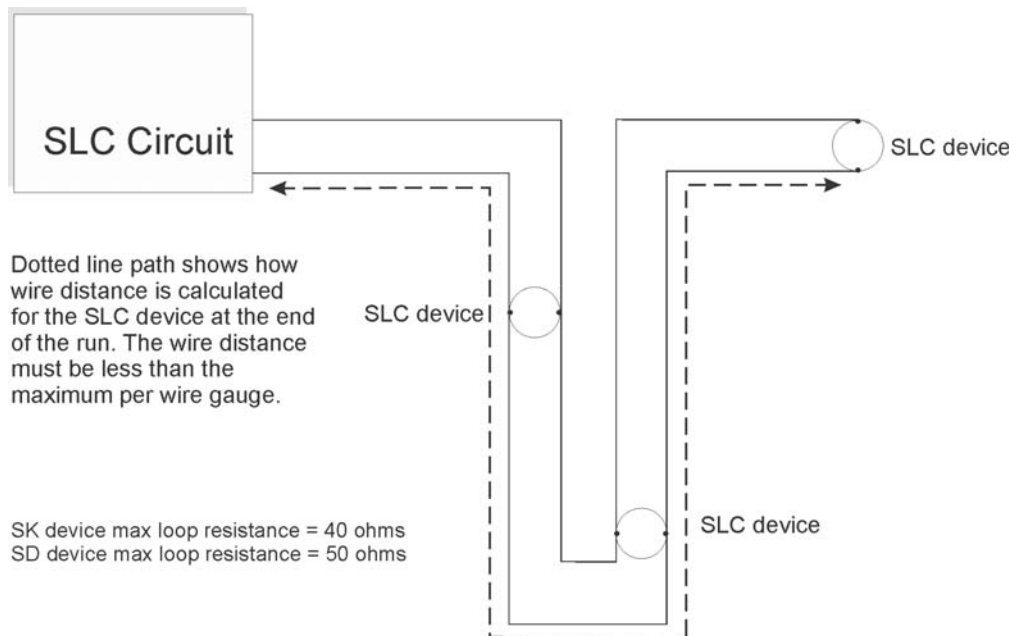 SLC Circuit
SLC device
Dotted line path shows how
wire distance is calculated
for the SLC device at the end
of the run. The wire distance
must be less than the
maximum per wire gauge.
SLC device
SLC device
SK device max loop resistance = 40 ohms
SD device max loop resistance = 50 ohms